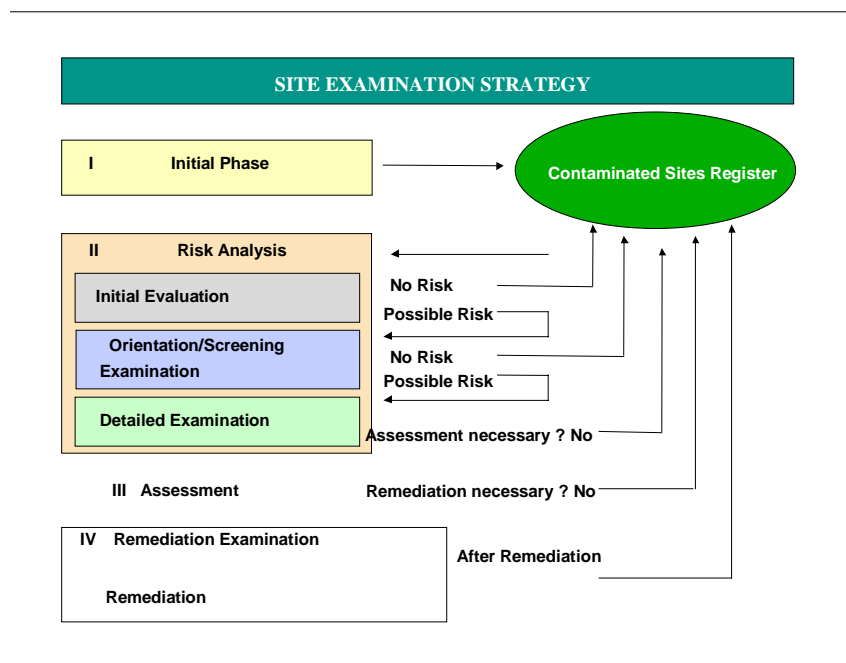 SITE EXAMINATION STRATEGY
I Initial Phase
Contaminated Sites Register
II Risk Analysis
No Risk
Initial Evaluation
Possible Risk
Orientation/Screening
Examination
No Risk
Possible Risk
Detailed Examination
Assessment necessary ? No
III Assessment
Remediation necessary ? No
IV Remediation Examination
After Remediation
Remediation